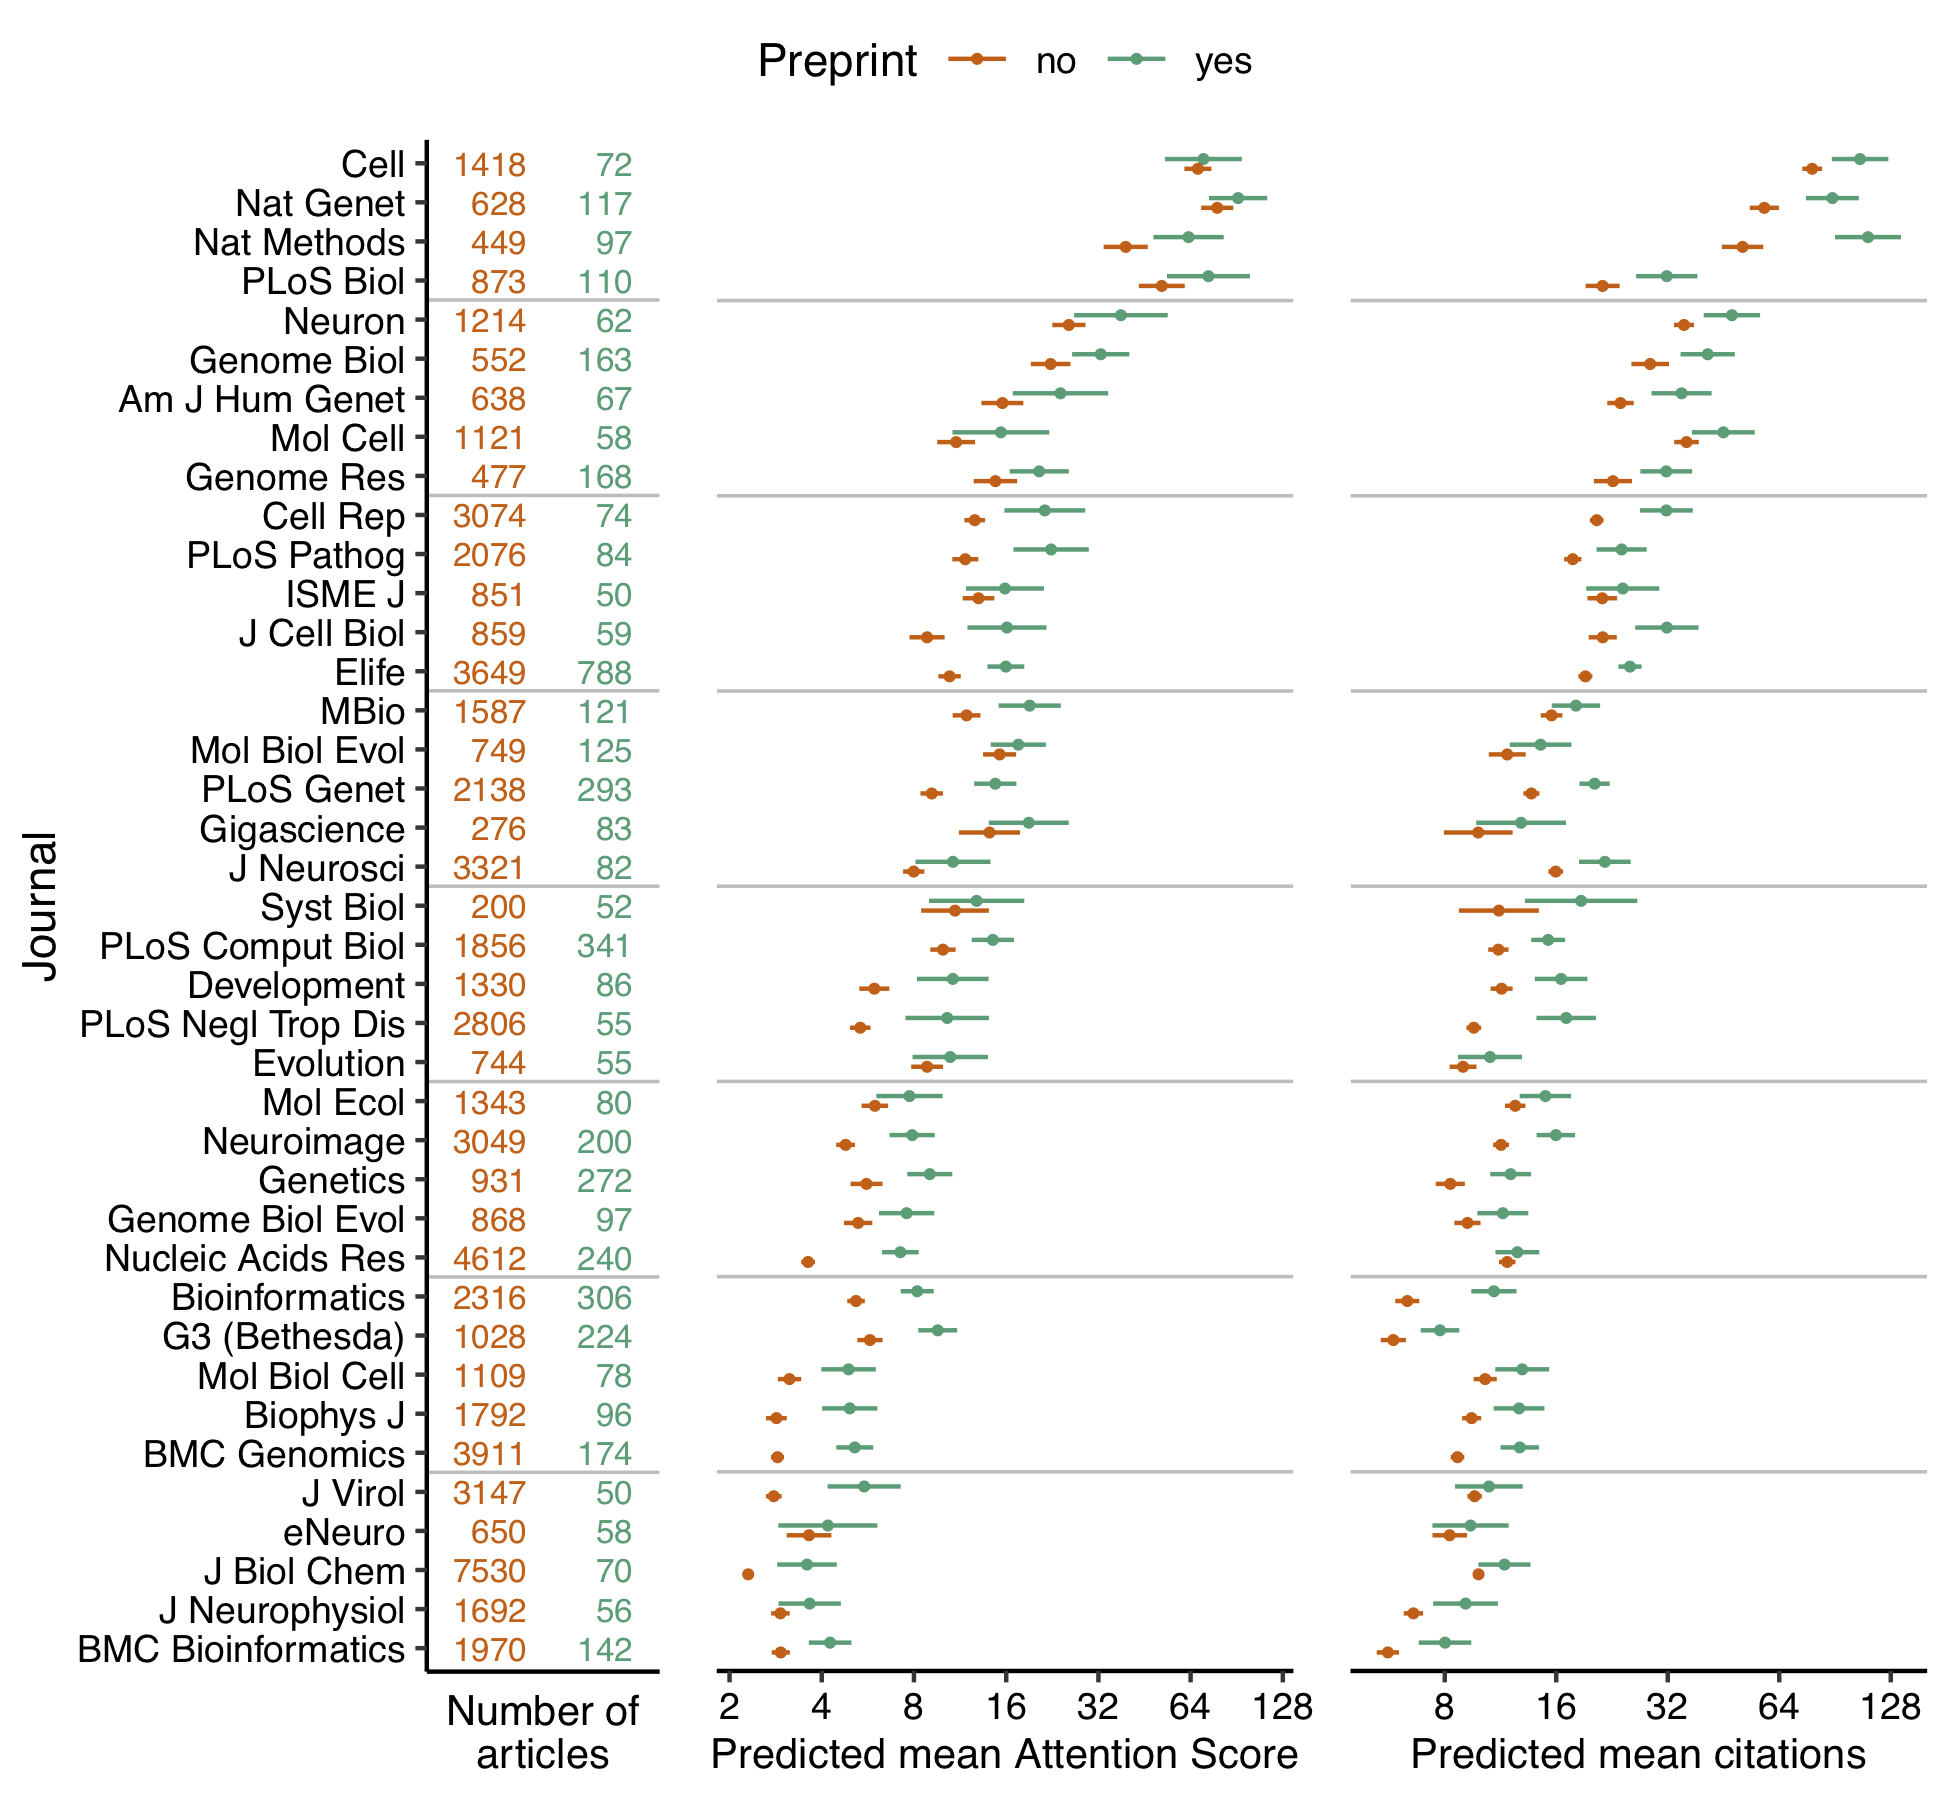 Preprint no yes
Journal
Cell 1418 72
Nat Genet 628 117
Nat Methods 449 97
PLoS Biol 873 110
Neuron 1214 62
Genome Biol 552 163
Am J Hum Genet 638 67
Mol Cell 1121 58
Genome Res 477 168
Cell Rep 3074 74
PLoS Pathog 2076 84
ISME J 851 50
J Cell Biol 859 59
Elife 3649 788
MBio 1587 121
Mol Biol Evol 749 125
PLoS Genet 2138 293
Gigascience 276 83
J Neurosci 3321 82
Syst Biol 200 52
PLoS Comput Biol 1856 341
Development 1330 86
PLoS Negl Trop Dis 2806 55
Evolution 744 55
Mol Ecol 1343 80
Neuroimage 3049 200
Genetics 931 272
Genome Biol Evol 868 97
Nucleic Acids Res 4612 240
Bioinformatics 2316 306
G3 (Bethesda) 1028 224
Mol Biol Cell 1109 78
Biophys J 1792 96
BMC Genomics 3911 174
J Virol 3147 50
eNeuro 650 58
J Biol Chem 7530 70
J Neurophysiol 1692 56
BMC Bioinformatics 1970 142
Number of
articles
2 4 8 16 32 64 128
Predicted mean Attention Score
8 16 32 64 128
Predicted mean citations